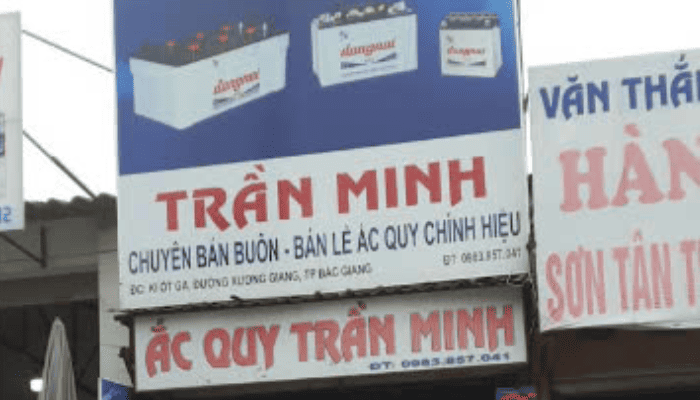 dongnai
dongnai
dongnai
TRẦN MINH
CHUYÊN BÁN BUÔN - BÁN LẺ ẮC QUY CHÍNH HIỆU
ĐC: KI ỐT GA, ĐƯỜNG XƯƠNG GIANG, TP BẮC GIANG ĐT: 0983.857.041
ẮC QUY TRẦN MINH
ĐT: 0983.857.041
VĂN THẮ
HÀN
SƠN TÂN T